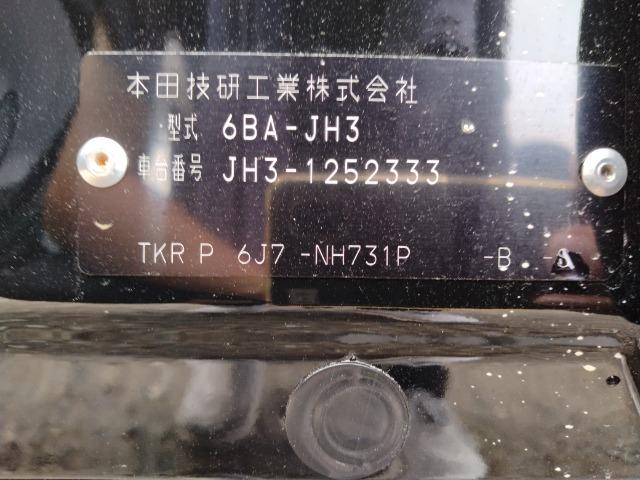 本田技研工業株式会社
型式 6BA-JH3
車台番号 JH3-1252333
TKR P 6J7 -NH731P -B -A